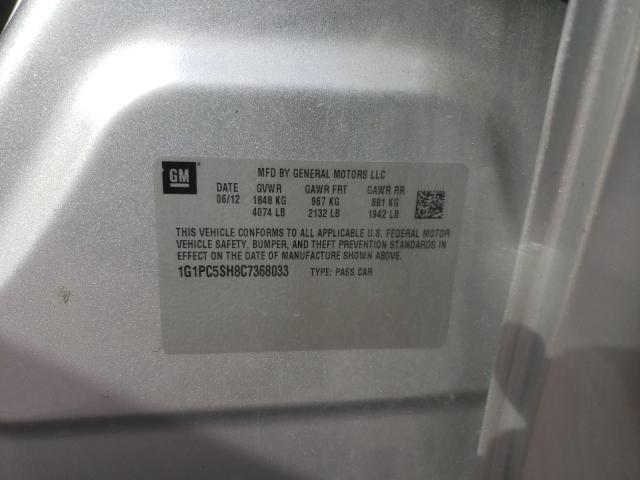 GM
MFD BY GENERAL MOTORS LLC
DATE GVWR GAWR FRT GAWR RR
06/12 1848 KG 967 KG 881 KG
4074 LB 2132 LB 1942 LB
THIS VEHICLE CONFORMS TO ALL APPLICABLE U.S. FEDERAL MOTOR
VEHICLE SAFETY, BUMPER, AND THEFT PREVENTION STANDARDS IN
EFFECT ON THE DATE OF MANUFACTURE SHOWN ABOVE.
1G1PC5SH8C7368033 TYPE: PASS CAR